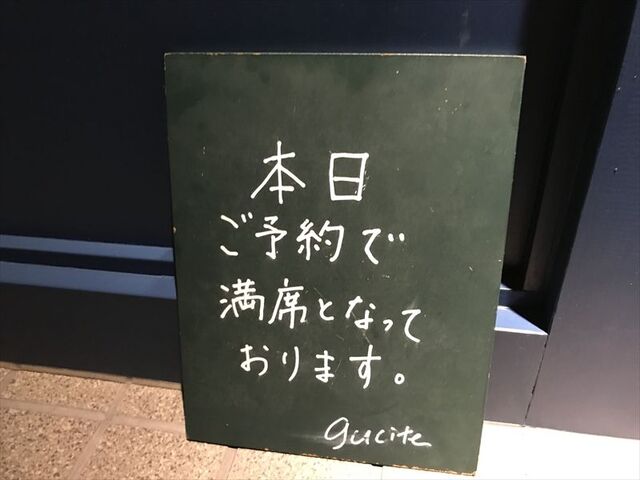 本日
ご予約で
満席となって
おります。
gucite